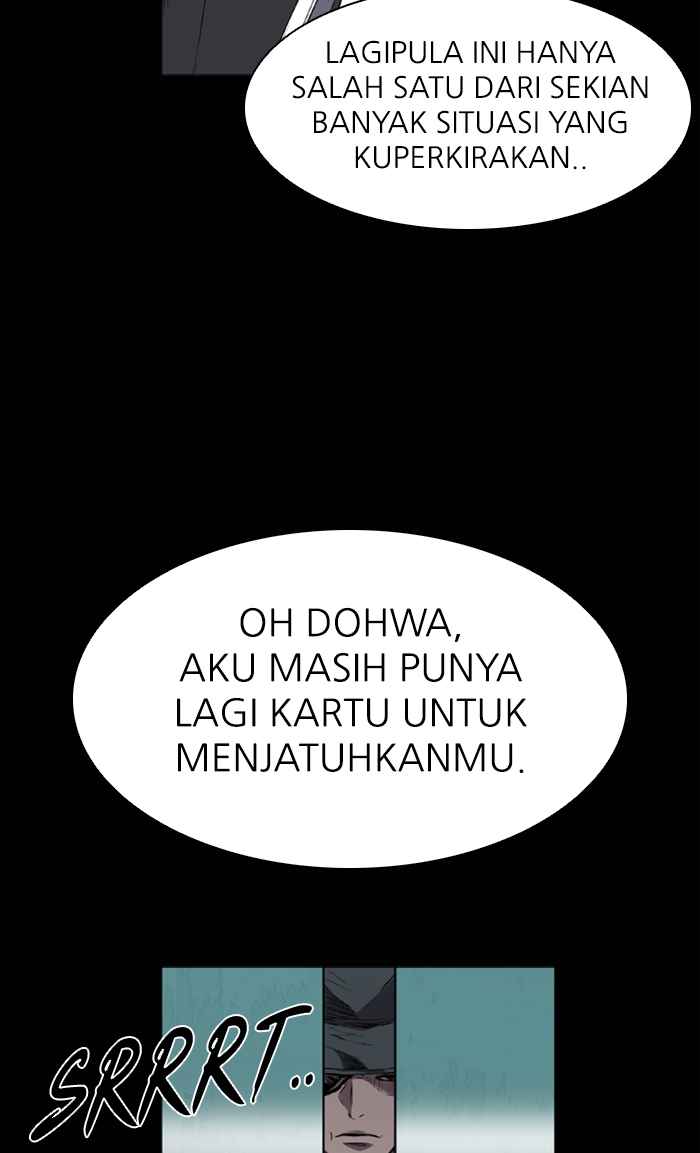 LAGIPULA INI HANYA
SALAH SATU DARI SEKIAN
BANYAK SITUASI YANG
KUPERKIRAKAN..
OH DOHWA,
AKU MASIH PUNYA
LAGI KARTU UNTUK
MENJATUHKANMU.
SRRRT..